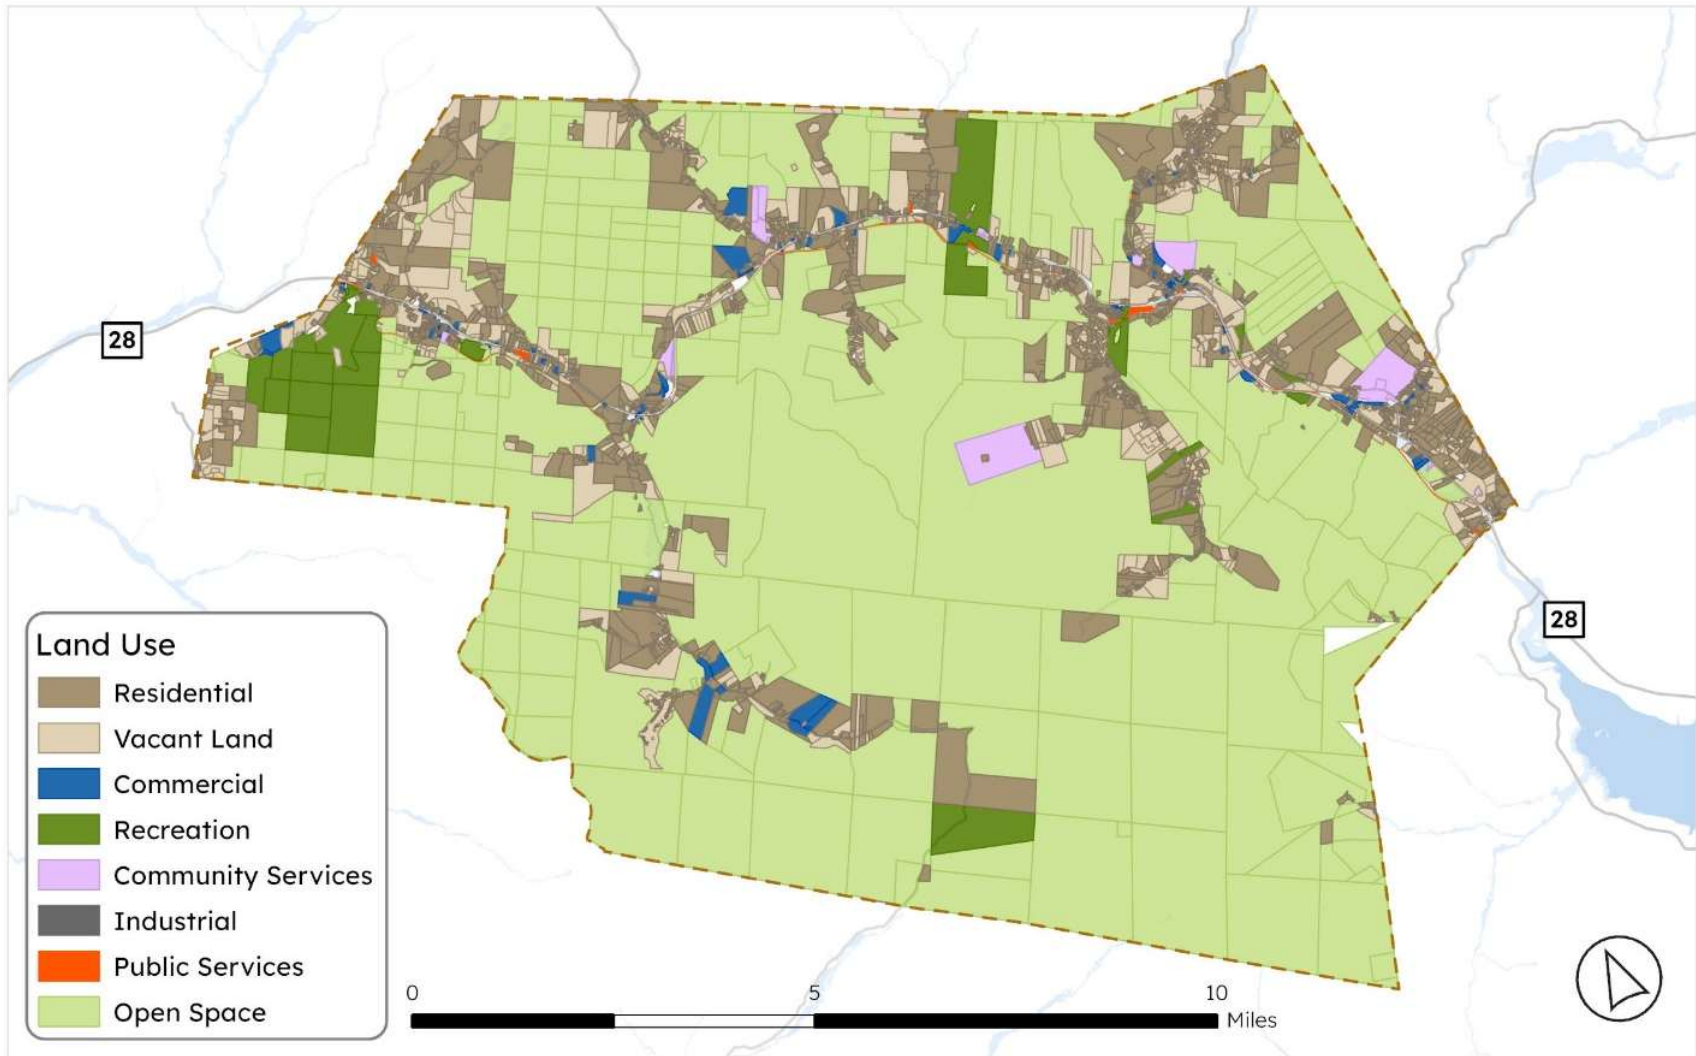 28
28
Land Use
Residential
Vacant Land
Commercial
Recreation
Community Services
Industrial
Public Services
Open Space
0 5 10
Miles